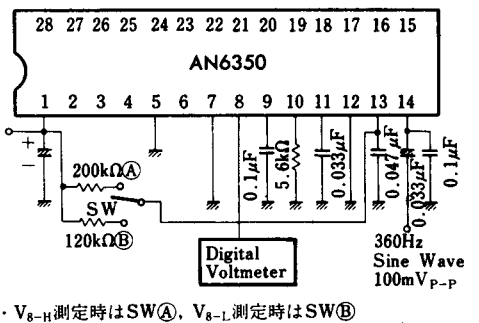 28 27 26 25 24 23 22 21 20 19 18 17 16 15
AN6350
1 2 3 4 5 6 7 8 9 10 11 12 13 14
+
−
200kΩⒶ
SW
120kΩⒷ
0.1μF
5.6kΩ
0.033μF
0.047μF
0.033μF
0.1μF
Digital
Voltmeter
360Hz
Sine Wave
100mVP-P
・V8-H測定時はSWⒶ, V8-L測定時はSWⒷ